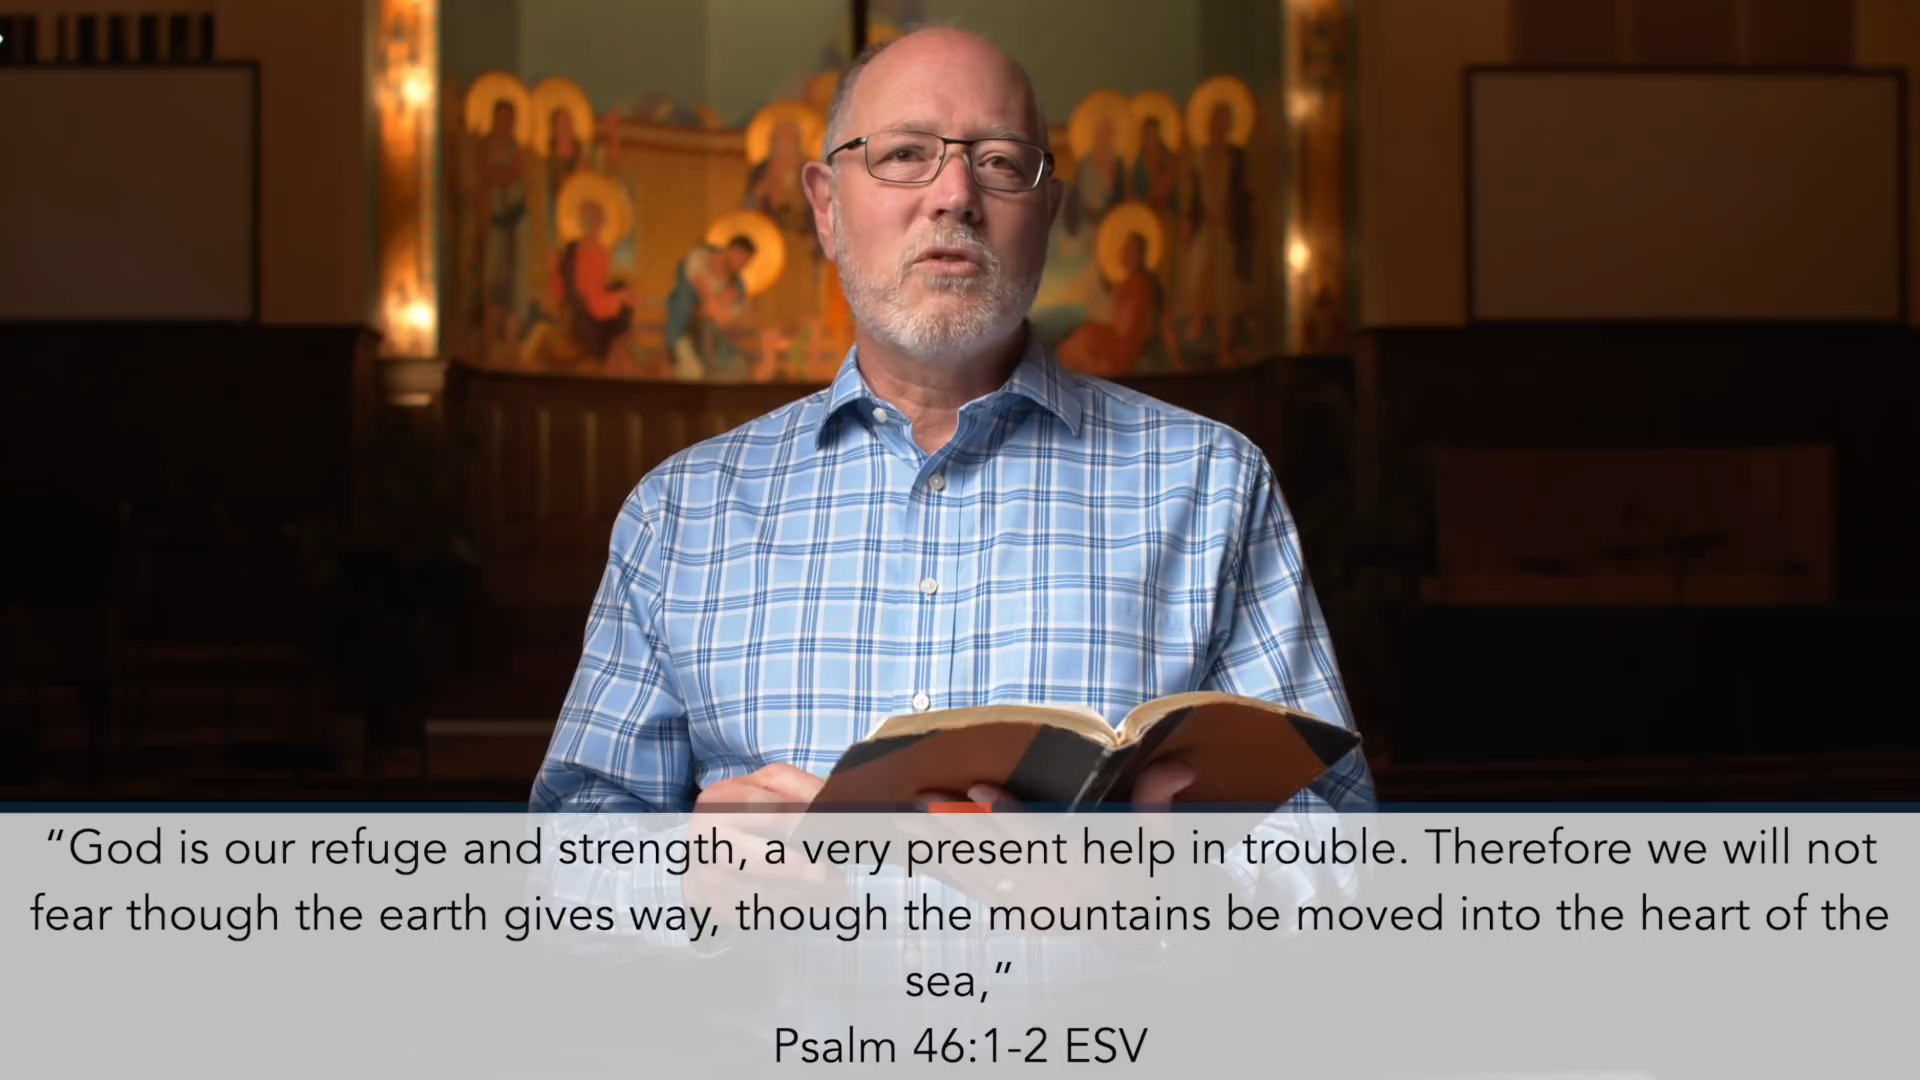 “God is our refuge and strength, a very present help in trouble. Therefore we will not
fear though the earth gives way, though the mountains be moved into the heart of the
sea,”
Psalm 46:1-2 ESV